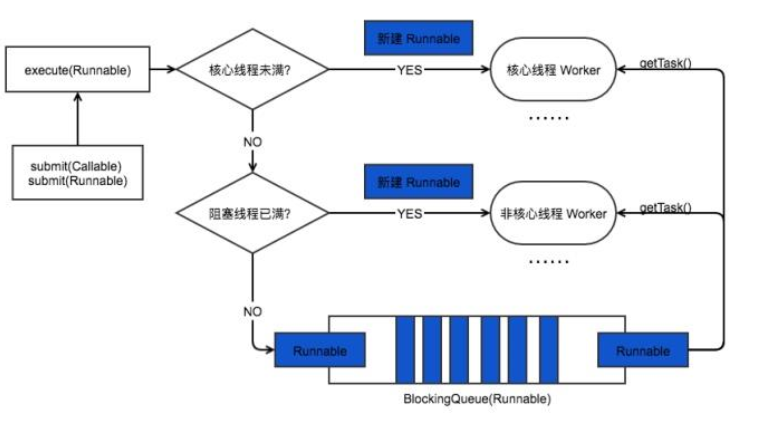 新建 Runnable
execute(Runnable)
核心线程未满?
YES
核心线程 Worker
getTask()
......
NO
submit(Callable)
submit(Runnable)
新建 Runnable
阻塞线程已满?
YES
非核心线程 Worker
getTask()
......
NO
Runnable
Runnable
BlockingQueue(Runnable)